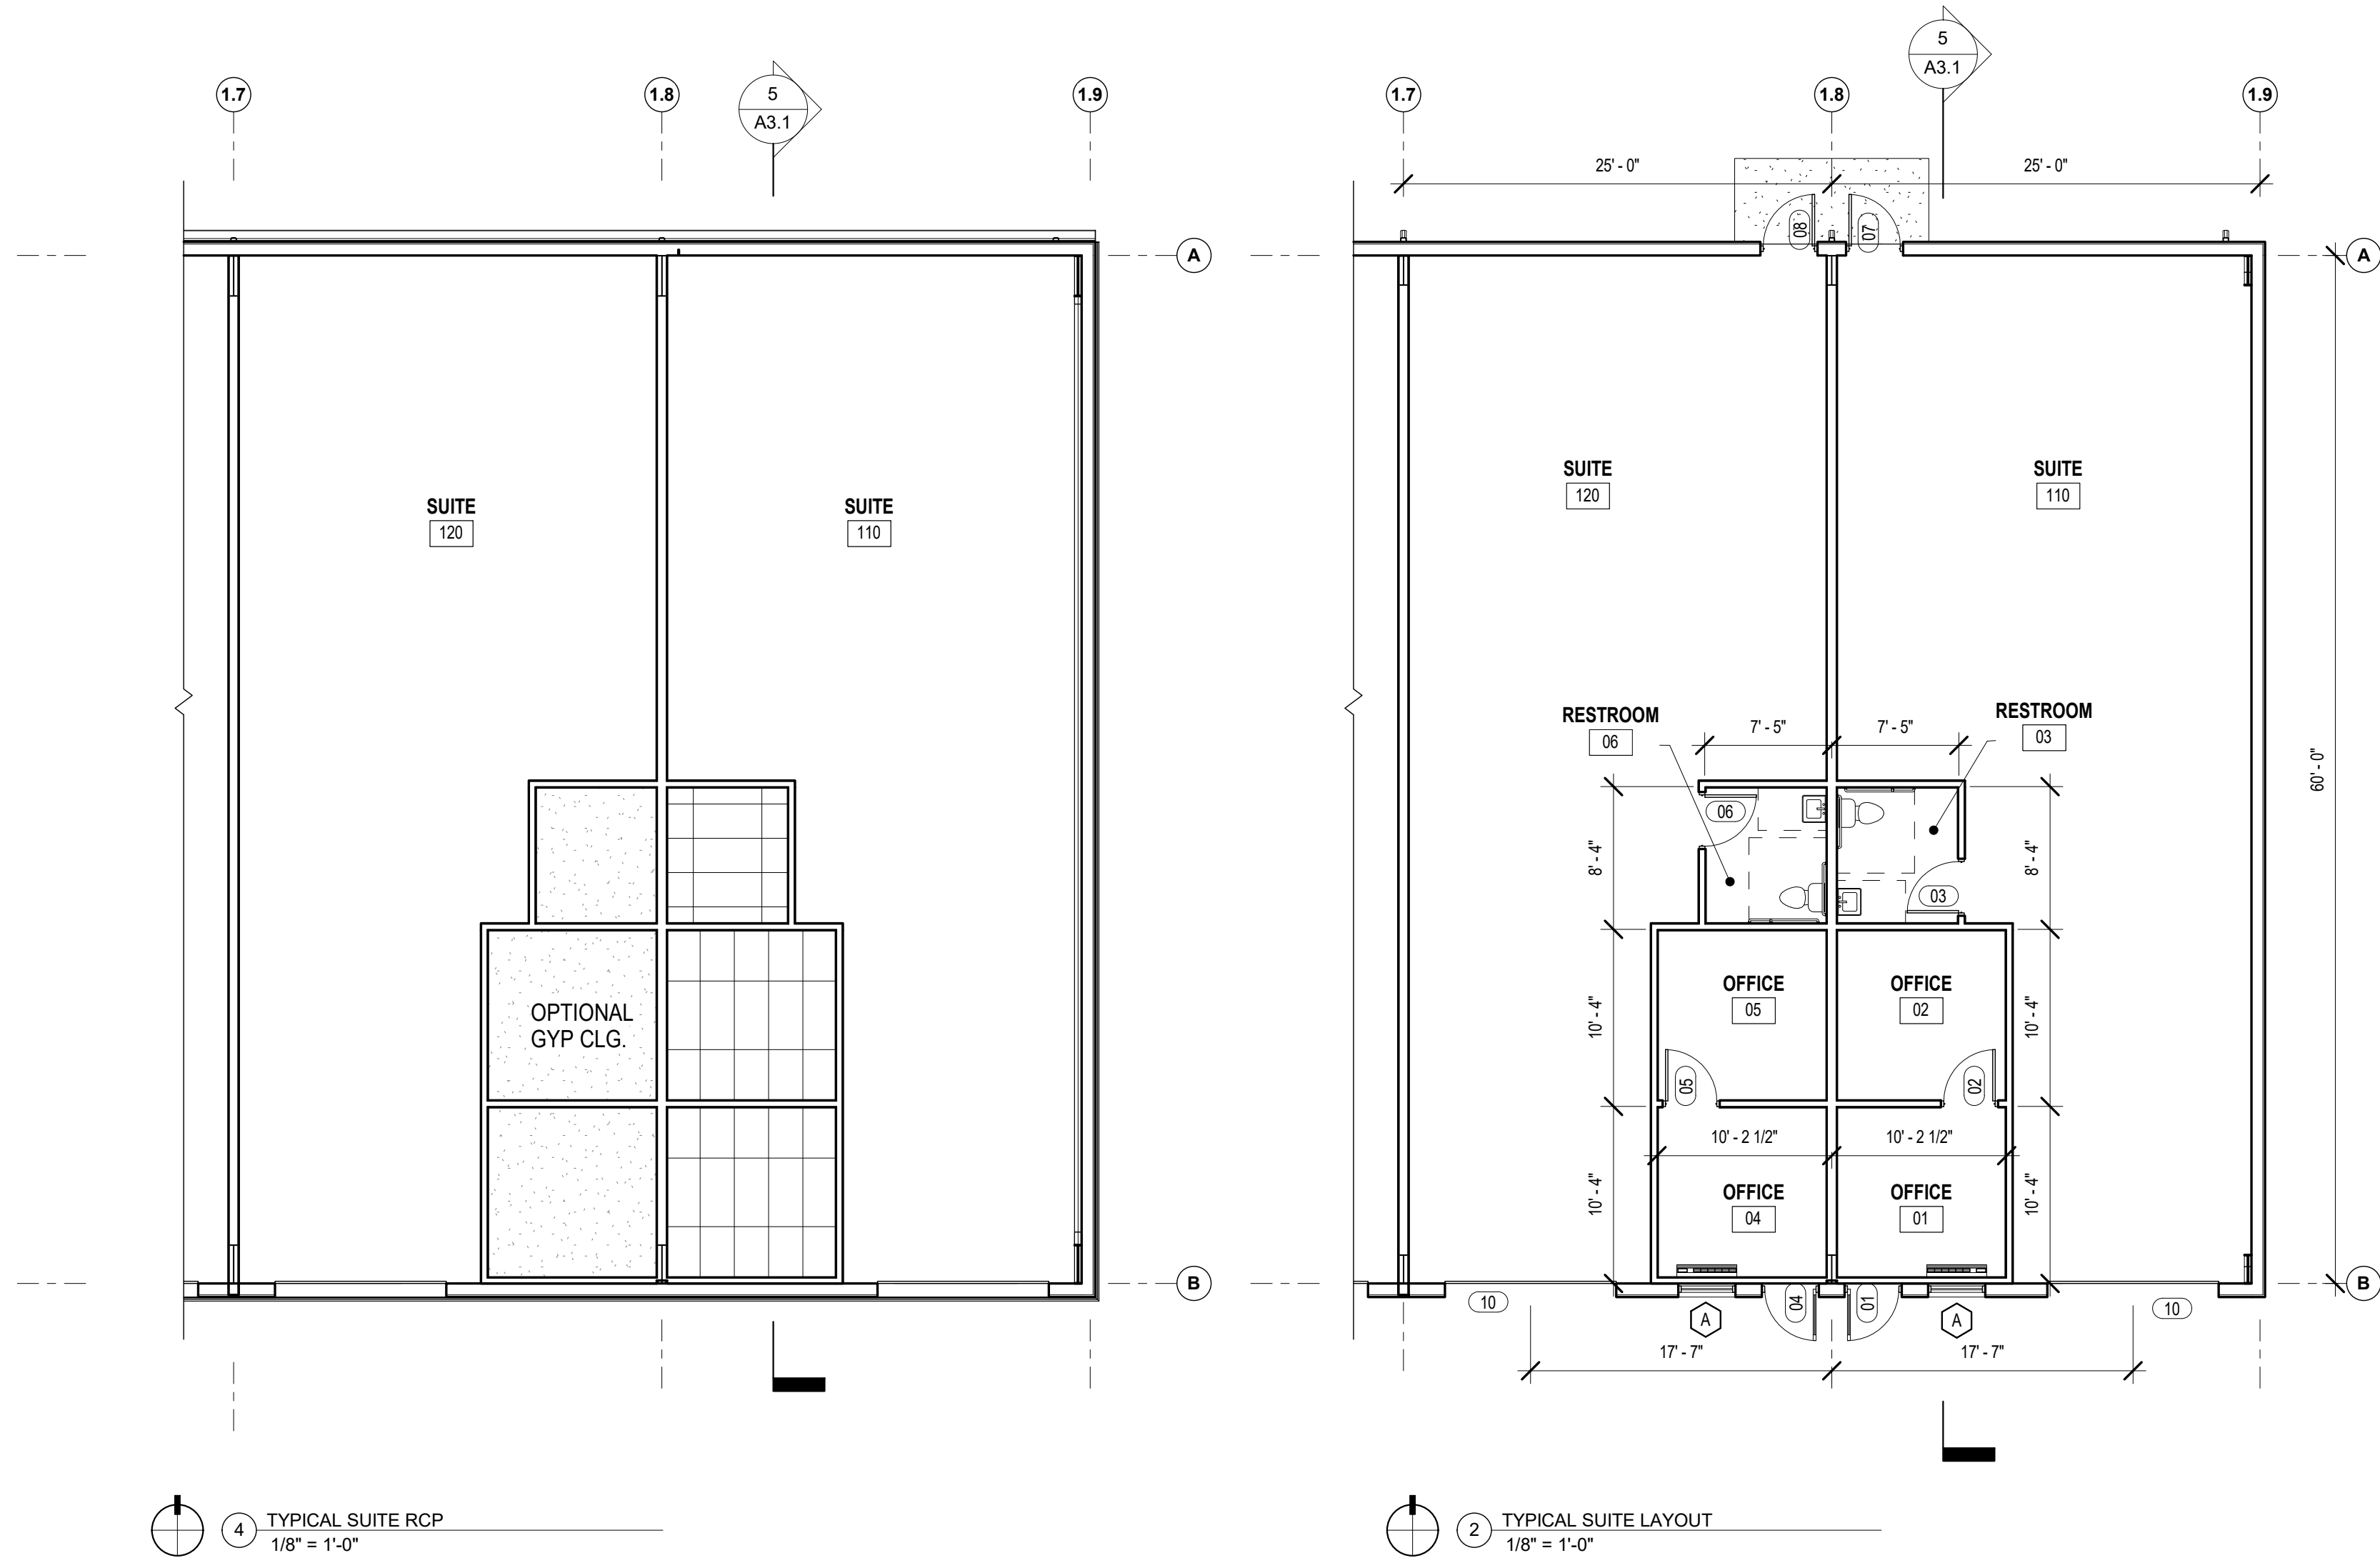 5
A3.1
1.7
1.8
1.9
A
SUITE
120
SUITE
110
OPTIONAL
GYP CLG.
B
4
TYPICAL SUITE RCP
1/8" = 1'-0"
5
A3.1
1.7
1.8
1.9
25' - 0"
25' - 0"
08
07
A
SUITE
120
SUITE
110
RESTROOM
06
7' - 5"
7' - 5"
RESTROOM
03
60' - 0"
06
8' - 4"
8' - 4"
03
OFFICE
05
OFFICE
02
10' - 4"
10' - 4"
05
02
10' - 2 1/2"
10' - 2 1/2"
OFFICE
04
OFFICE
01
10' - 4"
10' - 4"
B
10
A
04
01
A
10
17' - 7"
17' - 7"
2
TYPICAL SUITE LAYOUT
1/8" = 1'-0"